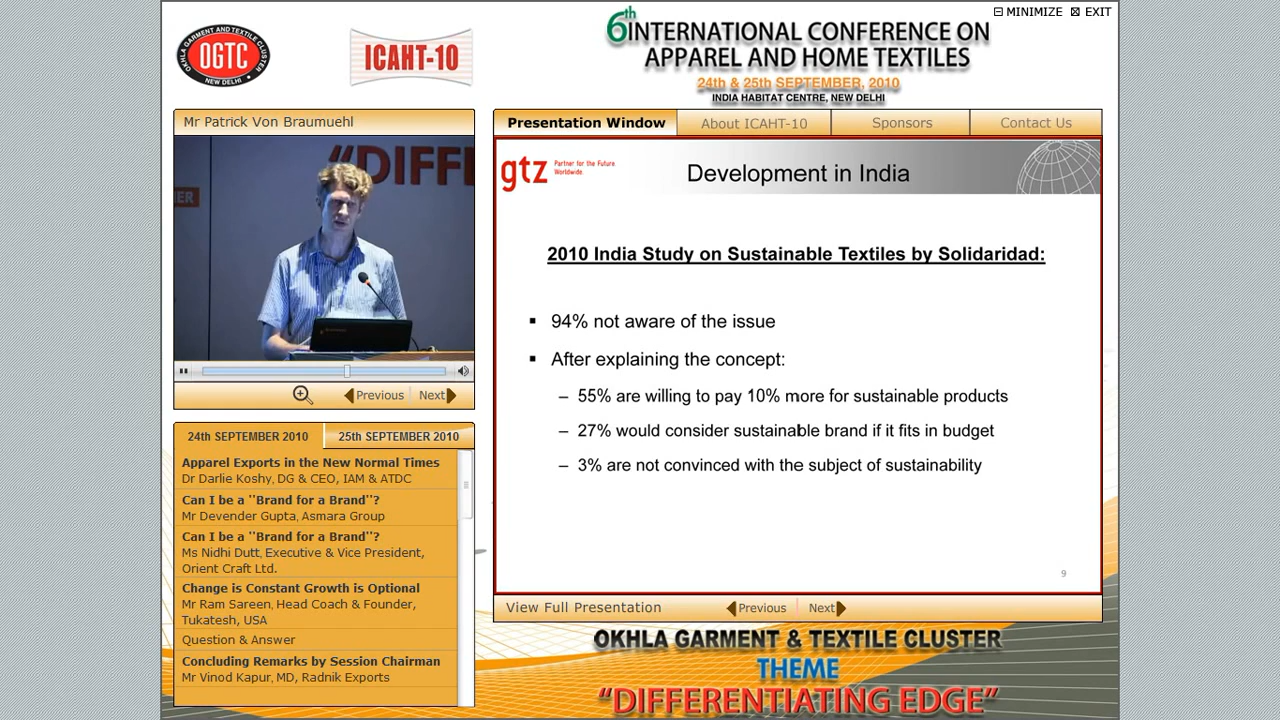 MINIMIZE EXIT
OKHLA GARMENT AND TEXTILE CLUSTER
OGTC
NEW DELHI
ICAHT-10
6th INTERNATIONAL CONFERENCE ON
APPAREL AND HOME TEXTILES
24th & 25th SEPTEMBER, 2010
INDIA HABITAT CENTRE, NEW DELHI
Mr Patrick Von Braumuehl
"DIFF
Previous Next
24th SEPTEMBER 2010 25th SEPTEMBER 2010
Apparel Exports in the New Normal Times
Dr Darlie Koshy, DG & CEO, IAM & ATDC
Can I be a "Brand for a Brand"?
Mr Devender Gupta, Asmara Group
Can I be a "Brand for a Brand"?
Ms Nidhi Dutt, Executive & Vice President,
Orient Craft Ltd.
Change is Constant Growth is Optional
Mr Ram Sareen, Head Coach & Founder,
Tukatesh, USA
Question & Answer
Concluding Remarks by Session Chairman
Mr Vinod Kapur, MD, Radnik Exports
Presentation Window About ICAHT-10 Sponsors Contact Us
gtz Partner for the Future
Worldwide.
Development in India
2010 India Study on Sustainable Textiles by Solidaridad:
▪ 94% not aware of the issue
▪ After explaining the concept:
– 55% are willing to pay 10% more for sustainable products
– 27% would consider sustainable brand if it fits in budget
– 3% are not convinced with the subject of sustainability
9
View Full Presentation Previous Next
OKHLA GARMENT & TEXTILE CLUSTER
THEME
"DIFFERENTIATING EDGE"